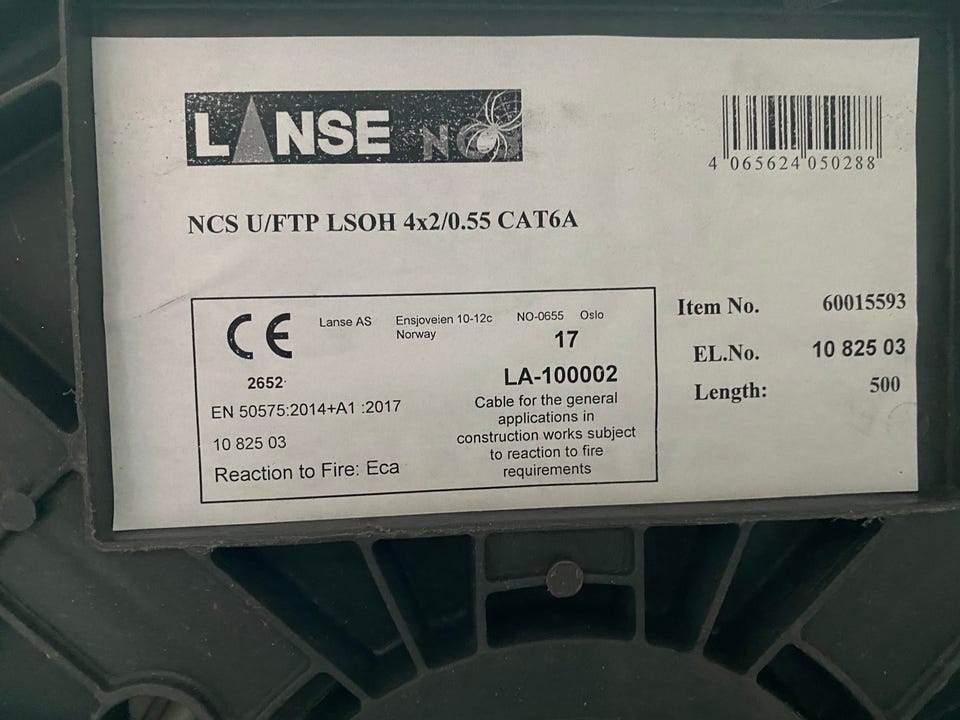 LANSE NCS
4 065624 050288
NCS U/FTP LSOH 4x2/0.55 CAT6A
CE
Lanse AS Ensjoveien 10-12c NO-0655 Oslo
Norway
17
2652
LA-100002
EN 50575:2014+A1 :2017
Cable for the general
applications in
construction works subject
to reaction to fire
requirements
10 825 03
Reaction to Fire: Eca
Item No. 60015593
EL.No. 10 825 03
Length: 500